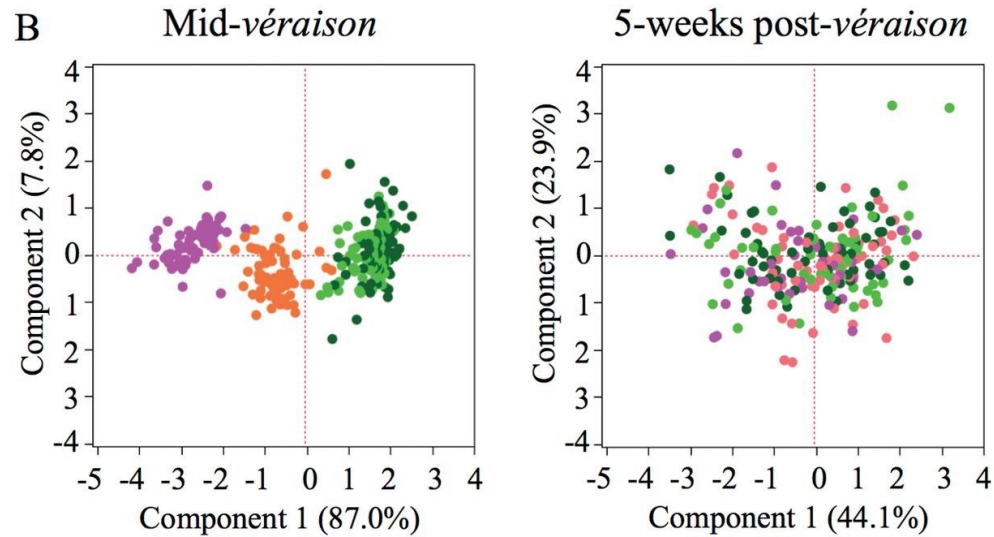 B
Mid-véraison
5-weeks post-véraison
4
3
2
1
0
1
2
3
-4
Component 2 (7.8%)
-5 -4 -3 -2 -1 0 1 2 3 4
Component 1 (87.0%)
4
3
2
1
0
1
2
3
-4
Component 2 (23.9%)
-5 -4 -3 -2 -1 0 1 2 3 4
Component 1 (44.1%)